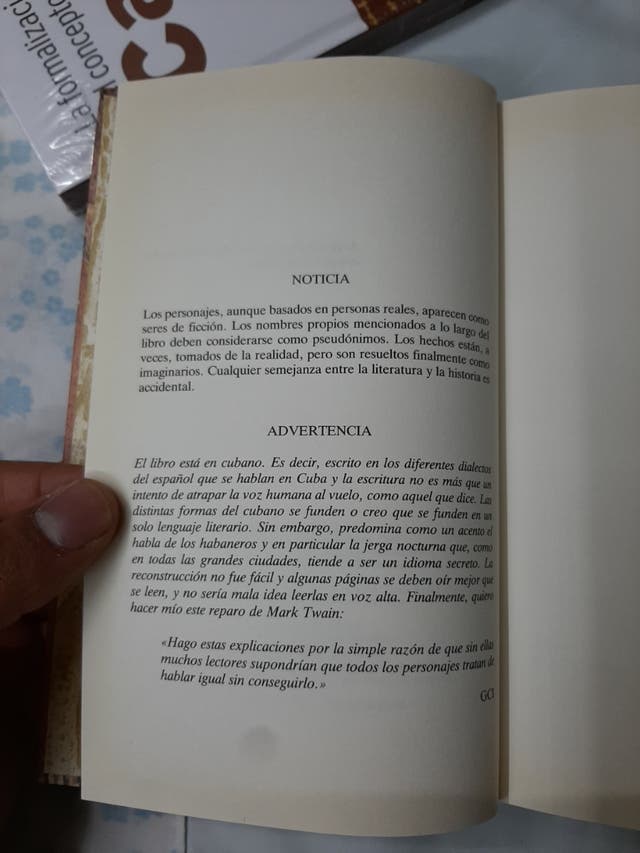 La formalizaci
l concepto
Ca
NOTICIA
Los personajes, aunque basados en personas reales, aparecen como
seres de ficción. Los nombres propios mencionados a lo largo del
libro deben considerarse como pseudónimos. Los hechos están, a
veces, tomados de la realidad, pero son resueltos finalmente como
imaginarios. Cualquier semejanza entre la literatura y la historia es
accidental.
ADVERTENCIA
El libro está en cubano. Es decir, escrito en los diferentes dialectos
del español que se hablan en Cuba y la escritura no es más que un
intento de atrapar la voz humana al vuelo, como aquel que dice. Las
distintas formas del cubano se funden o creo que se funden en un
solo lenguaje literario. Sin embargo, predomina como un acento el
habla de los habaneros y en particular la jerga nocturna que, como
en todas las grandes ciudades, tiende a ser un idioma secreto. La
reconstrucción no fue fácil y algunas páginas se deben oír mejor que
se leen, y no sería mala idea leerlas en voz alta. Finalmente, quiero
hacer mío este reparo de Mark Twain:
«Hago estas explicaciones por la simple razón de que sin ellas
muchos lectores supondrían que todos los personajes tratan de
hablar igual sin conseguirlo.»
GCI